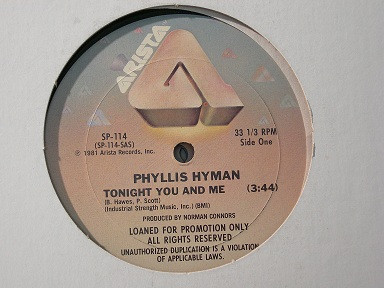 ARISTA
SP-114
(SP-114-SAS)
℗ 1981 Arista Records, Inc.
33 1/3 RPM
Side One
PHYLLIS HYMAN
TONIGHT YOU AND ME (3:44)
(B. Hawes, P. Scott)
(Industrial Strength Music, Inc.) (BMI)
PRODUCED BY NORMAN CONNORS
LOANED FOR PROMOTION ONLY
ALL RIGHTS RESERVED
UNAUTHORIZED DUPLICATION IS A VIOLATION
OF APPLICABLE LAWS.